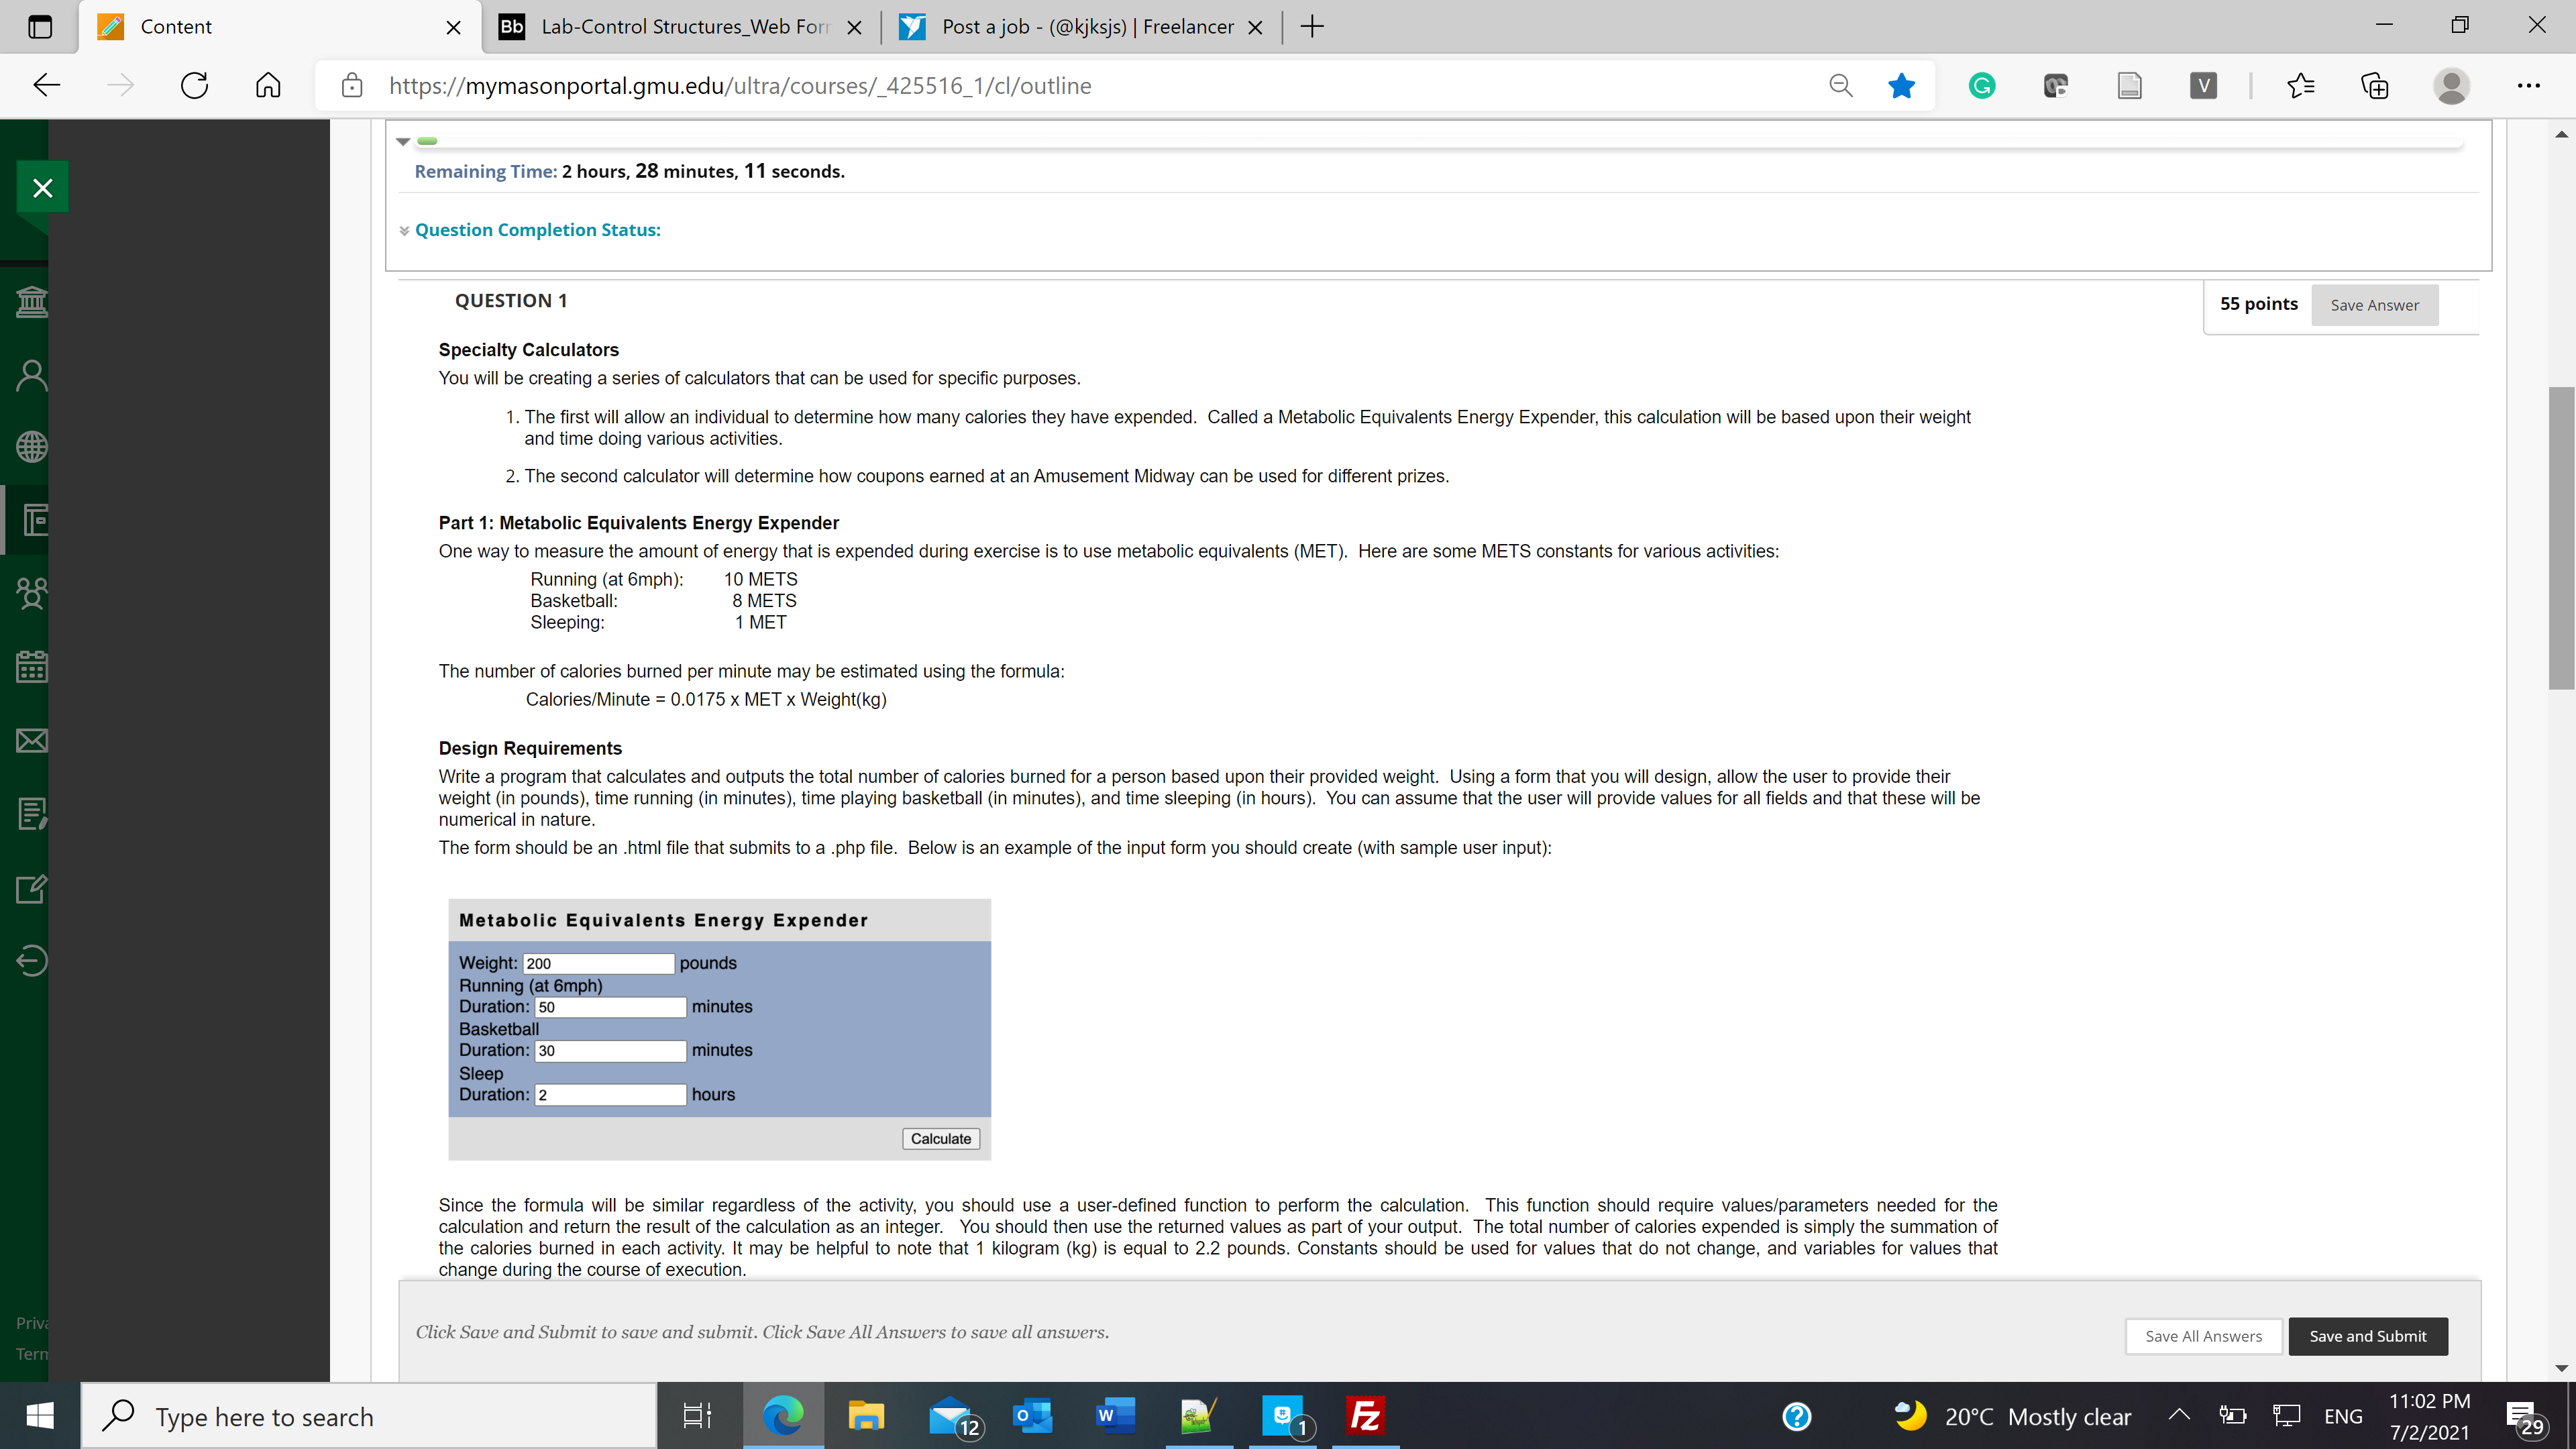 Content
Bb Lab-Control Structures_Web Forr
Post a job - (@kjksjs) | Freelancer
https://mymasonportal.gmu.edu/ultra/courses/_425516_1/cl/outline
Remaining Time: 2 hours, 28 minutes, 11 seconds.
Question Completion Status:
QUESTION 1
55 points Save Answer
Specialty Calculators
You will be creating a series of calculators that can be used for specific purposes.
1. The first will allow an individual to determine how many calories they have expended. Called a Metabolic Equivalents Energy Expender, this calculation will be based upon their weight
and time doing various activities.
2. The second calculator will determine how coupons earned at an Amusement Midway can be used for different prizes.
Part 1: Metabolic Equivalents Energy Expender
One way to measure the amount of energy that is expended during exercise is to use metabolic equivalents (MET). Here are some METS constants for various activities:
Running (at 6mph): 10 METS
Basketball: 8 METS
Sleeping: 1 MET
The number of calories burned per minute may be estimated using the formula:
Calories/Minute = 0.0175 x MET x Weight(kg)
Design Requirements
Write a program that calculates and outputs the total number of calories burned for a person based upon their provided weight. Using a form that you will design, allow the user to provide their
weight (in pounds), time running (in minutes), time playing basketball (in minutes), and time sleeping (in hours). You can assume that the user will provide values for all fields and that these will be
numerical in nature.
The form should be an .html file that submits to a .php file. Below is an example of the input form you should create (with sample user input):
Metabolic Equivalents Energy Expender
Weight: 200 pounds
Running (at 6mph)
Duration: 50 minutes
Basketball
Duration: 30 minutes
Sleep
Duration: 2 hours
Calculate
Since the formula will be similar regardless of the activity, you should use a user-defined function to perform the calculation. This function should require values/parameters needed for the
calculation and return the result of the calculation as an integer. You should then use the returned values as part of your output. The total number of calories expended is simply the summation of
the calories burned in each activity. It may be helpful to note that 1 kilogram (kg) is equal to 2.2 pounds. Constants should be used for values that do not change, and variables for values that
change during the course of execution.
Priva
Tern
Click Save and Submit to save and submit. Click Save All Answers to save all answers.
Save All Answers Save and Submit
Type here to search
12
1
20°C Mostly clear
ENG
11:02 PM
7/2/2021
29